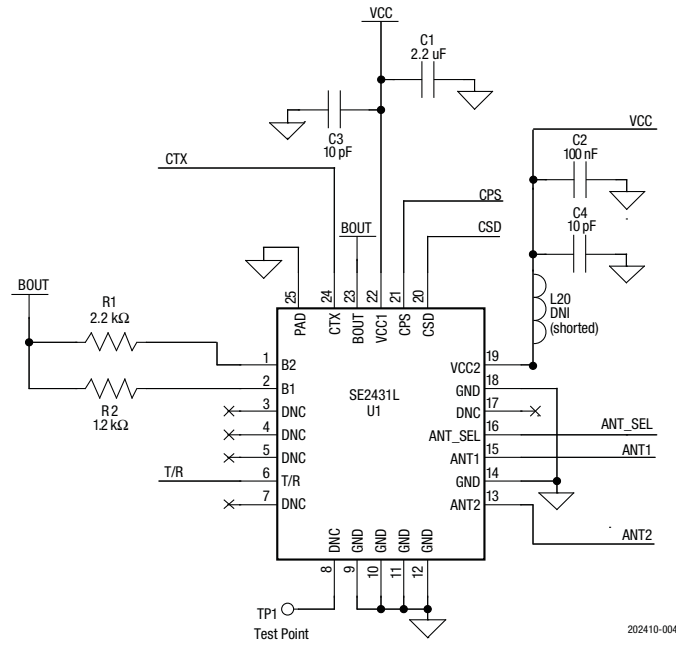 VCC
C1
2.2 uF
C3
10 pF
VCC
C2
100 nF
C4
10 pF
L20
DNI
(shorted)
CTX
CPS
BOUT
CSD
BOUT
R1
2.2 kΩ
R2
1.2 kΩ
25
24
23
22
21
20
PAD
CTX
BOUT
VCC1
CPS
CSD
SE2431L
U1
1
B2
2
B1
3
DNC
4
DNC
5
DNC
T/R
6
T/R
7
DNC
19
VCC2
18
GND
17
DNC
16
ANT_SEL
ANT_SEL
15
ANT1
ANT1
14
GND
13
ANT2
ANT2
DNC
GND
GND
GND
GND
8
9
10
11
12
TP1
Test Point
202410-004